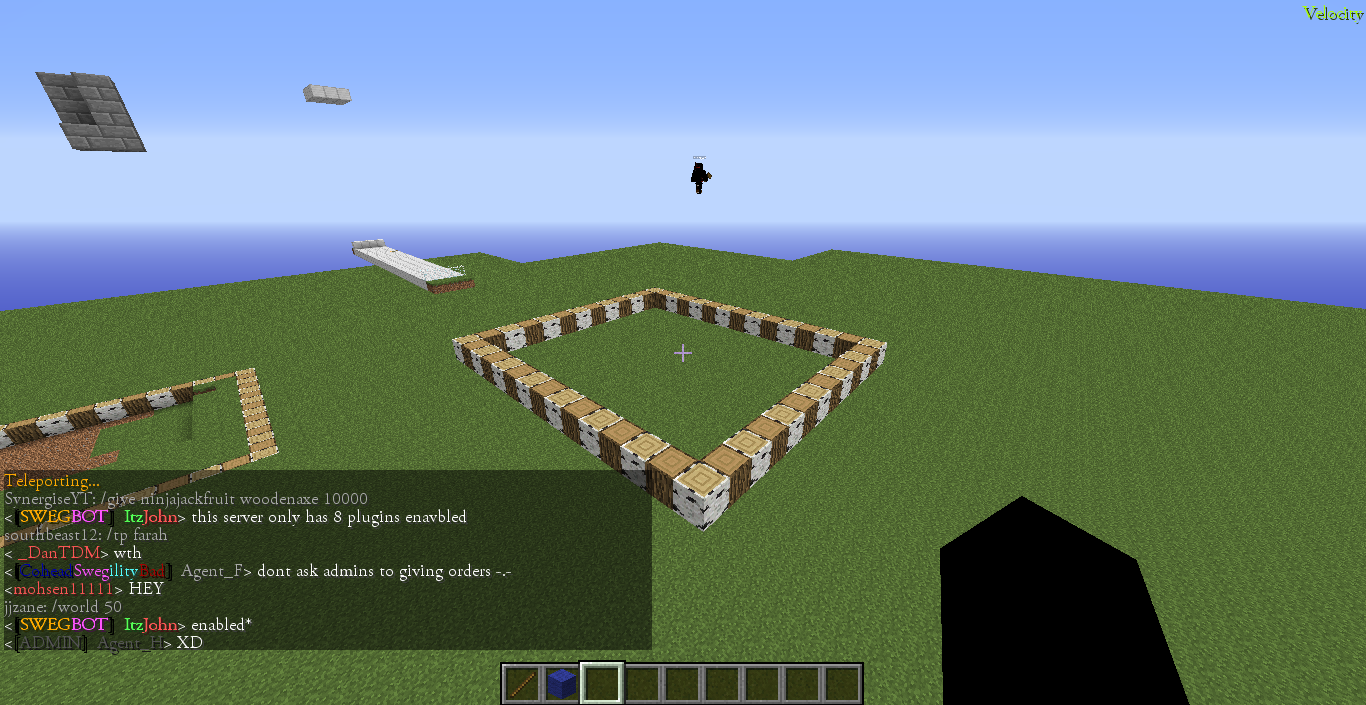 Velocity
Teleporting...
SynergiseYT: /give ninjajackfruit woodenaxe 10000
<[SWEGBOT] ItzJohn> this server only has 8 plugins enavbled
southbeast12: /tp farah
< _DanTDM> wth
<[CoheadSwegilityBad] Agent_F> dont ask admins to giving orders -.-
<mohsen11111> HEY
jjzane: /world 50
<[SWEGBOT] ItzJohn> enabled*
<[ADMIN] Agent_H> XD